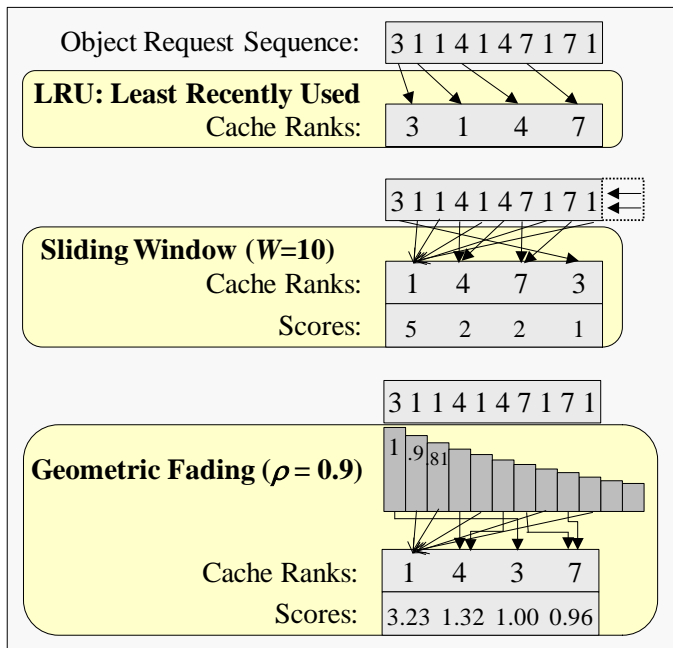 Object Request Sequence: 3 1 1 4 1 4 7 1 7 1
LRU: Least Recently Used
Cache Ranks: 3 1 4 7
3 1 1 4 1 4 7 1 7 1
Sliding Window (W=10)
Cache Ranks: 1 4 7 3
Scores: 5 2 2 1
3 1 1 4 1 4 7 1 7 1
1 .9 .81
Geometric Fading (ρ = 0.9)
Cache Ranks: 1 4 3 7
Scores: 3.23 1.32 1.00 0.96